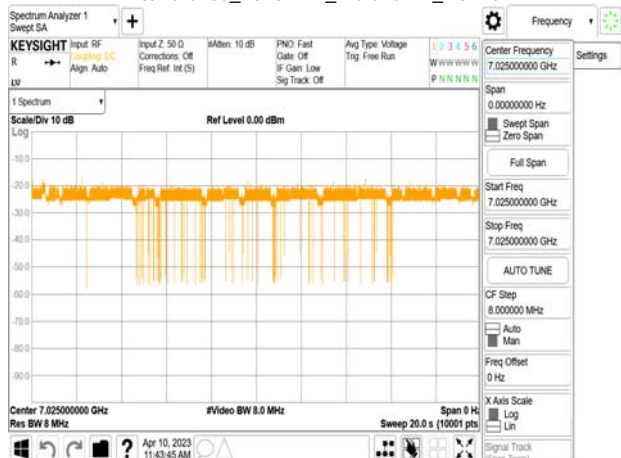 Spectrum Analyzer 1
Swept SA
+
Frequency
Settings
KEYSIGHT
R
LXI
Input: RF
Coupling: DC
Align: Auto
Input Z: 50 Ω
Corrections: Off
Freq Ref: Int (S)
#Atten: 10 dB
PNO: Fast
Gate: Off
IF Gain: Low
Sig Track: Off
Avg Type: Voltage
Trig: Free Run
1 2 3 4 5 6
W W W W W W
P N N N N N
1 Spectrum
Scale/Div 10 dB
Ref Level 0.00 dBm
Log
-10.0
-20.0
-30.0
-40.0
-50.0
-60.0
-70.0
-80.0
-90.0
Center 7.025000000 GHz
#Video BW 8.0 MHz
Span 0 Hz
Res BW 8 MHz
Sweep 20.0 s (10001 pts
Apr 10, 2023
11:43:45 AM
Center Frequency
7.025000000 GHz
Span
0.00000000 Hz
Swept Span
Zero Span
Full Span
Start Freq
7.025000000 GHz
Stop Freq
7.025000000 GHz
AUTO TUNE
CF Step
8.000000 MHz
Auto
Man
Freq Offset
0 Hz
X Axis Scale
Log
Lin
Signal Track